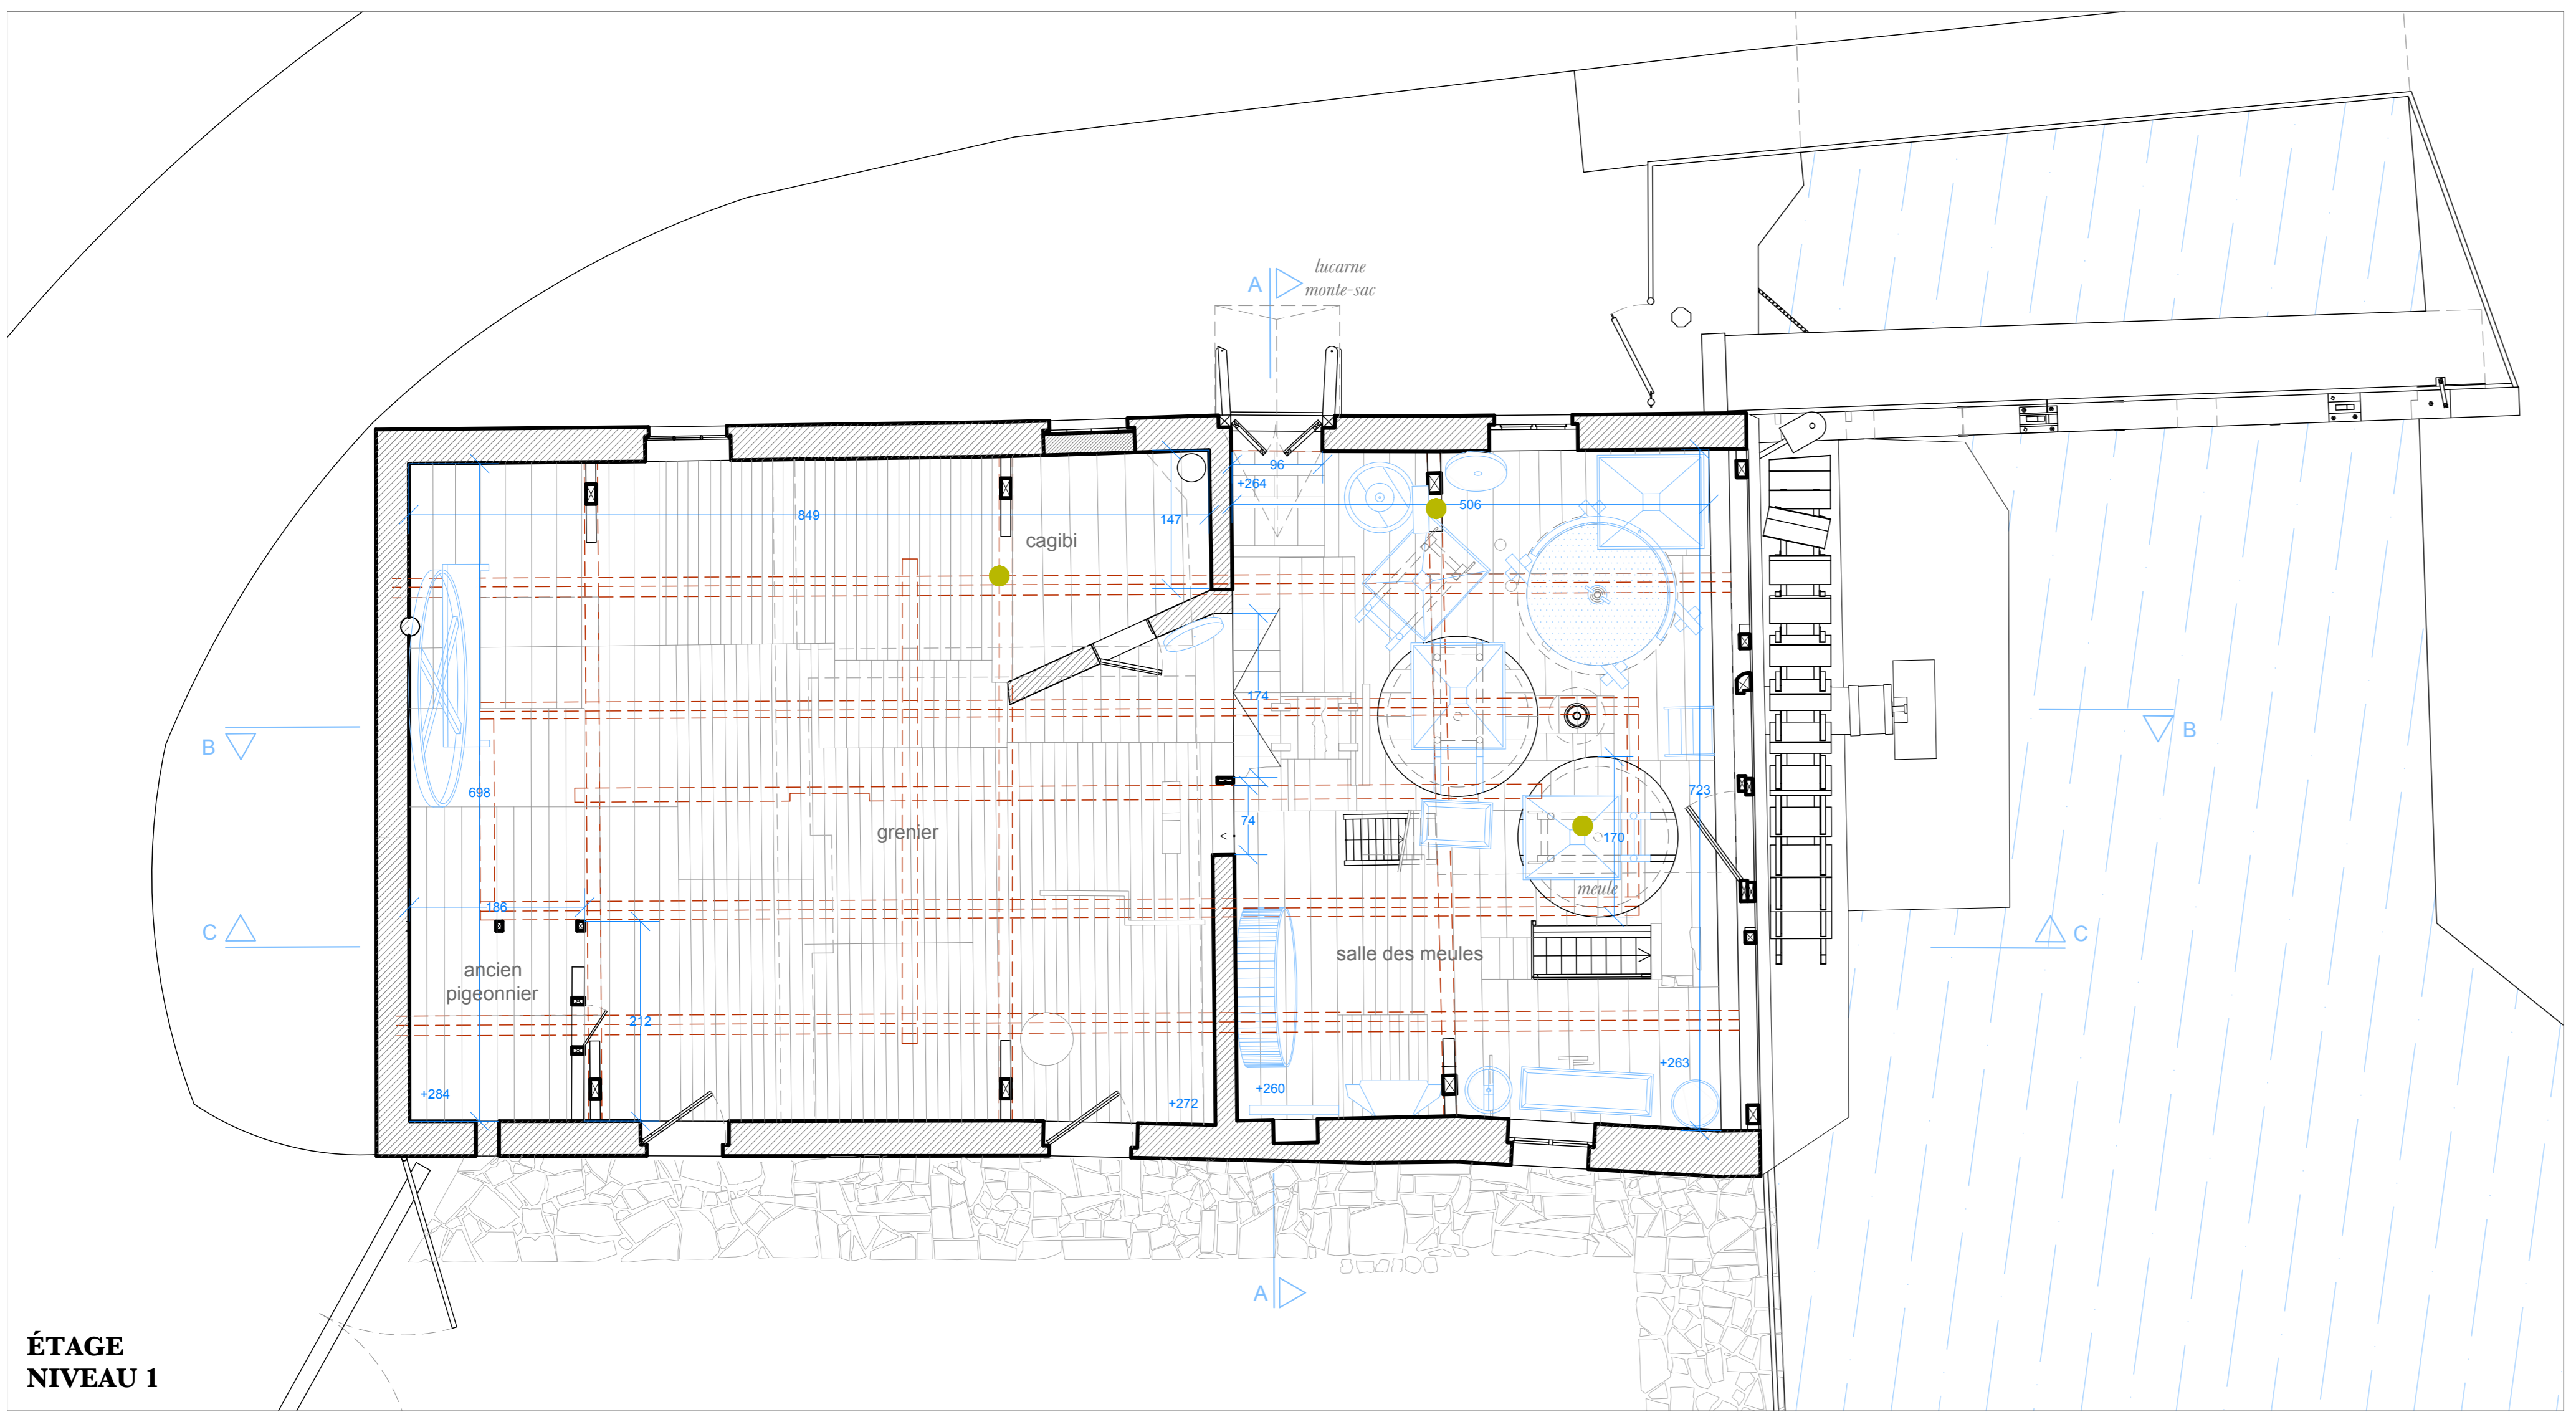 lucarne
monte-sac
A
96
+264
849
147
506
cagibi
174
B
B
698
723
74
grenier
170
meule
186
C
C
salle des meules
ancien
pigeonnier
212
+263
+284
+272
+260
A
ÉTAGE
NIVEAU 1